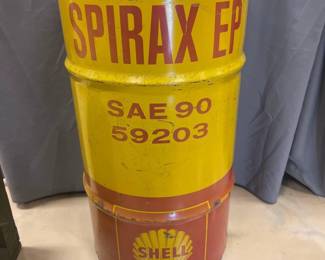 SPIRAX EP
SAE 90
59203
SHELL